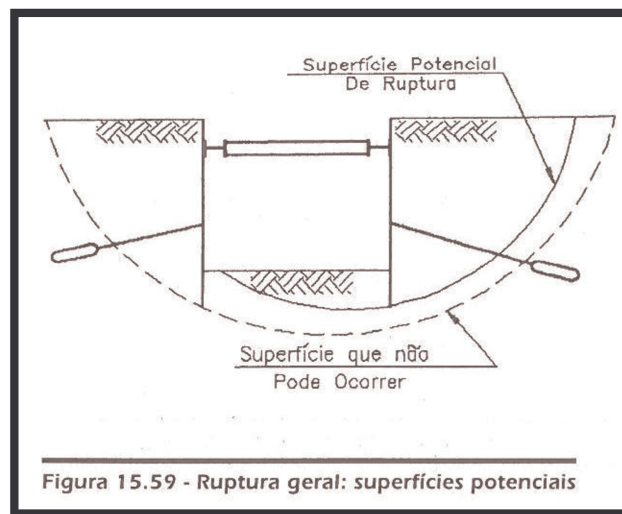 Superfície Potencial
De Ruptura
Superfície que não
Pode Ocorrer
Figura 15.59 - Ruptura geral: superfícies potenciais